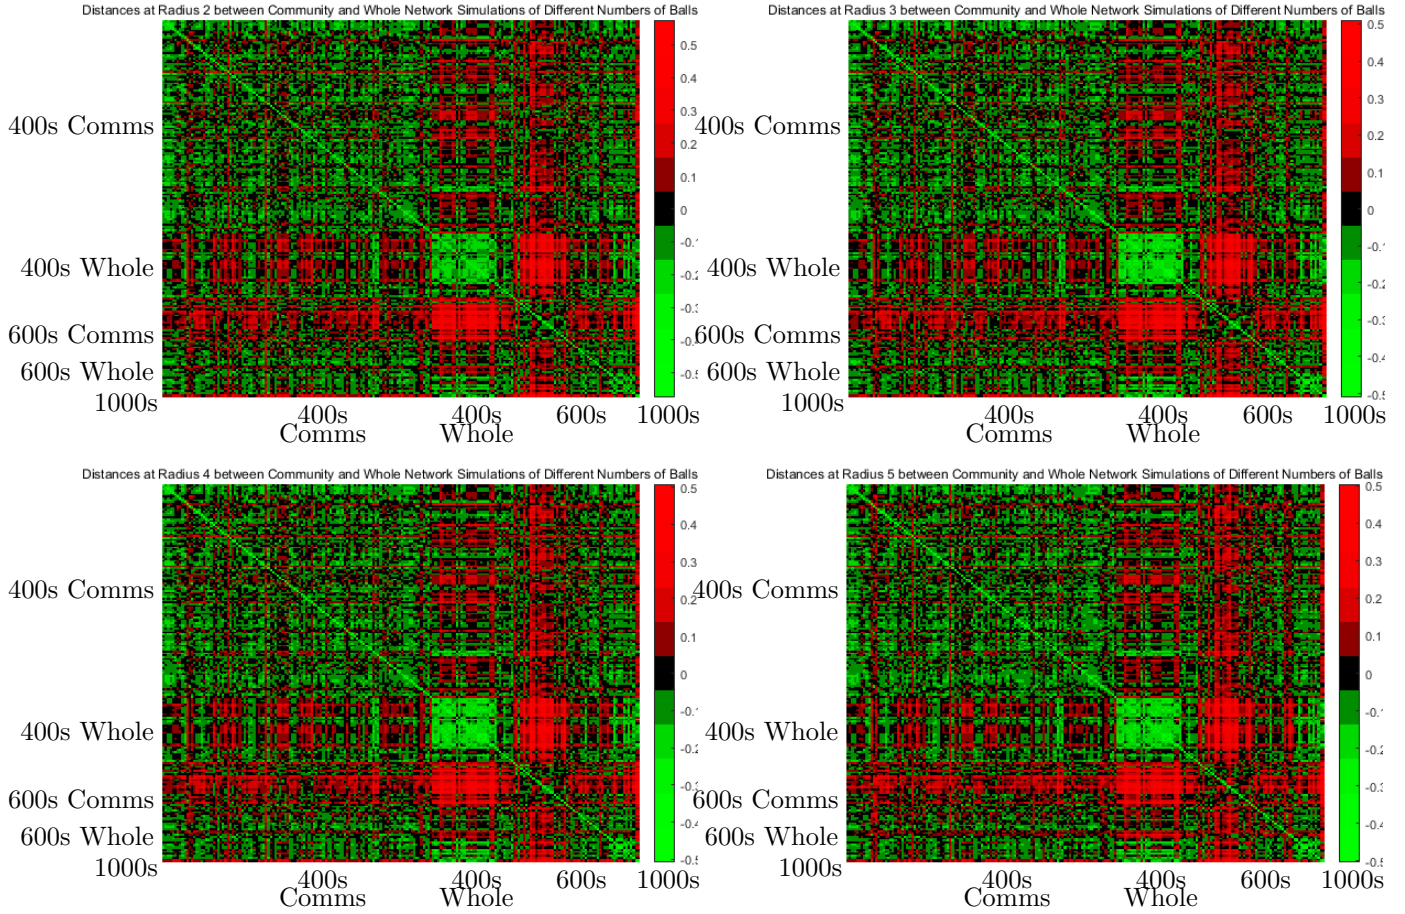 Distances at Radius 2 between Community and Whole Network Simulations of Different Numbers of Balls
400s Comms
400s Whole
600s Comms
600s Whole
1000s
400s
Comms
400s
Whole
600s
1000s
0.5
0.4
0.3
0.2
0.1
0
Distances at Radius 3 between Community and Whole Network Simulations of Different Numbers of Balls
400s Comms
400s Whole
600s Comms
600s Whole
1000s
400s
Comms
400s
Whole
600s
1000s
0.5
0.4
0.3
0.2
0.1
0
Distances at Radius 4 between Community and Whole Network Simulations of Different Numbers of Balls
400s Comms
400s Whole
600s Comms
600s Whole
1000s
400s
Comms
400s
Whole
600s
1000s
0.5
0.4
0.3
0.2
0.1
0
Distances at Radius 5 between Community and Whole Network Simulations of Different Numbers of Balls
400s Comms
400s Whole
600s Comms
600s Whole
1000s
400s
Comms
400s
Whole
600s
1000s
0.5
0.4
0.3
0.2
0.1
0